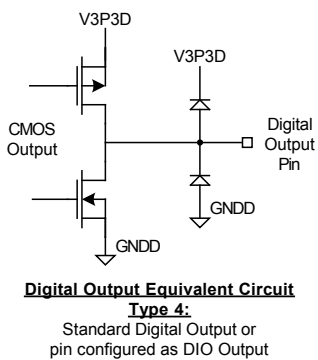 V3P3D
V3P3D
CMOS
Output
Digital
Output
Pin
GNDD
GNDD
Digital Output Equivalent Circuit
Type 4:
Standard Digital Output or
pin configured as DIO Output